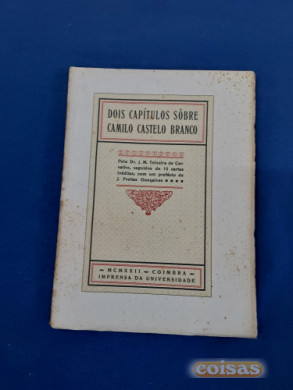 DOIS CAPÍTULOS SÔBRE
CAMILO CASTELO BRANCO
Pelo Dr. J. M. Teixeira de Car-
valho, seguidos de 15 cartas
inéditas, com um prefácio de
J. Freitas Gonçalves
MCMXXII — COIMBRA
IMPRENSA DA UNIVERSIDADE
coisas